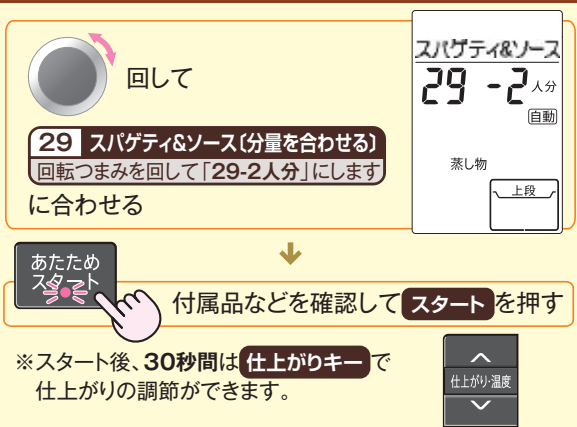 回して
29 スパゲティ&ソース〔分量を合わせる〕
回転つまみを回して「29-2人分」にします
に合わせる
スパゲティ&ソース
29 -2人分
自動
蒸し物
上段
あたため
スタート
付属品などを確認して スタート を押す
※スタート後、30秒間は 仕上がりキー で
仕上がりの調節ができます。
仕上がり・温度